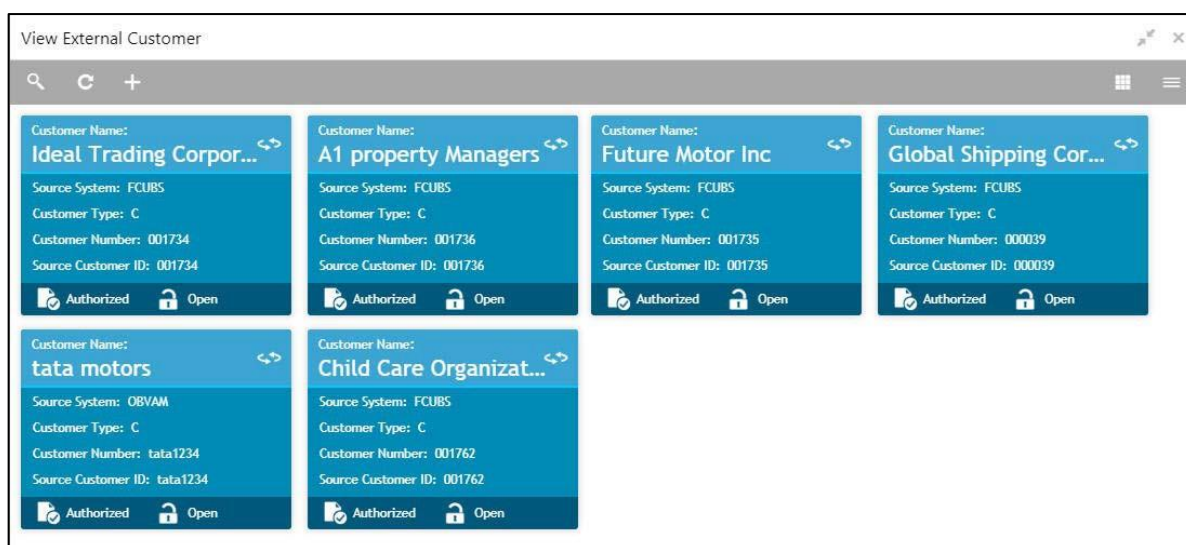 View External Customer
Customer Name:
Ideal Trading Corpor...
Source System: FCUBS
Customer Type: C
Customer Number: 001734
Source Customer ID: 001734
Authorized Open
Customer Name:
A1 property Managers
Source System: FCUBS
Customer Type: C
Customer Number: 001736
Source Customer ID: 001736
Authorized Open
Customer Name:
Future Motor Inc
Source System: FCUBS
Customer Type: C
Customer Number: 001735
Source Customer ID: 001735
Authorized Open
Customer Name:
Global Shipping Cor...
Source System: FCUBS
Customer Type: C
Customer Number: 000039
Source Customer ID: 000039
Authorized Open
Customer Name:
tata motors
Source System: OBVAM
Customer Type: C
Customer Number: tata1234
Source Customer ID: tata1234
Authorized Open
Customer Name:
Child Care Organizat...
Source System: FCUBS
Customer Type: C
Customer Number: 001762
Source Customer ID: 001762
Authorized Open